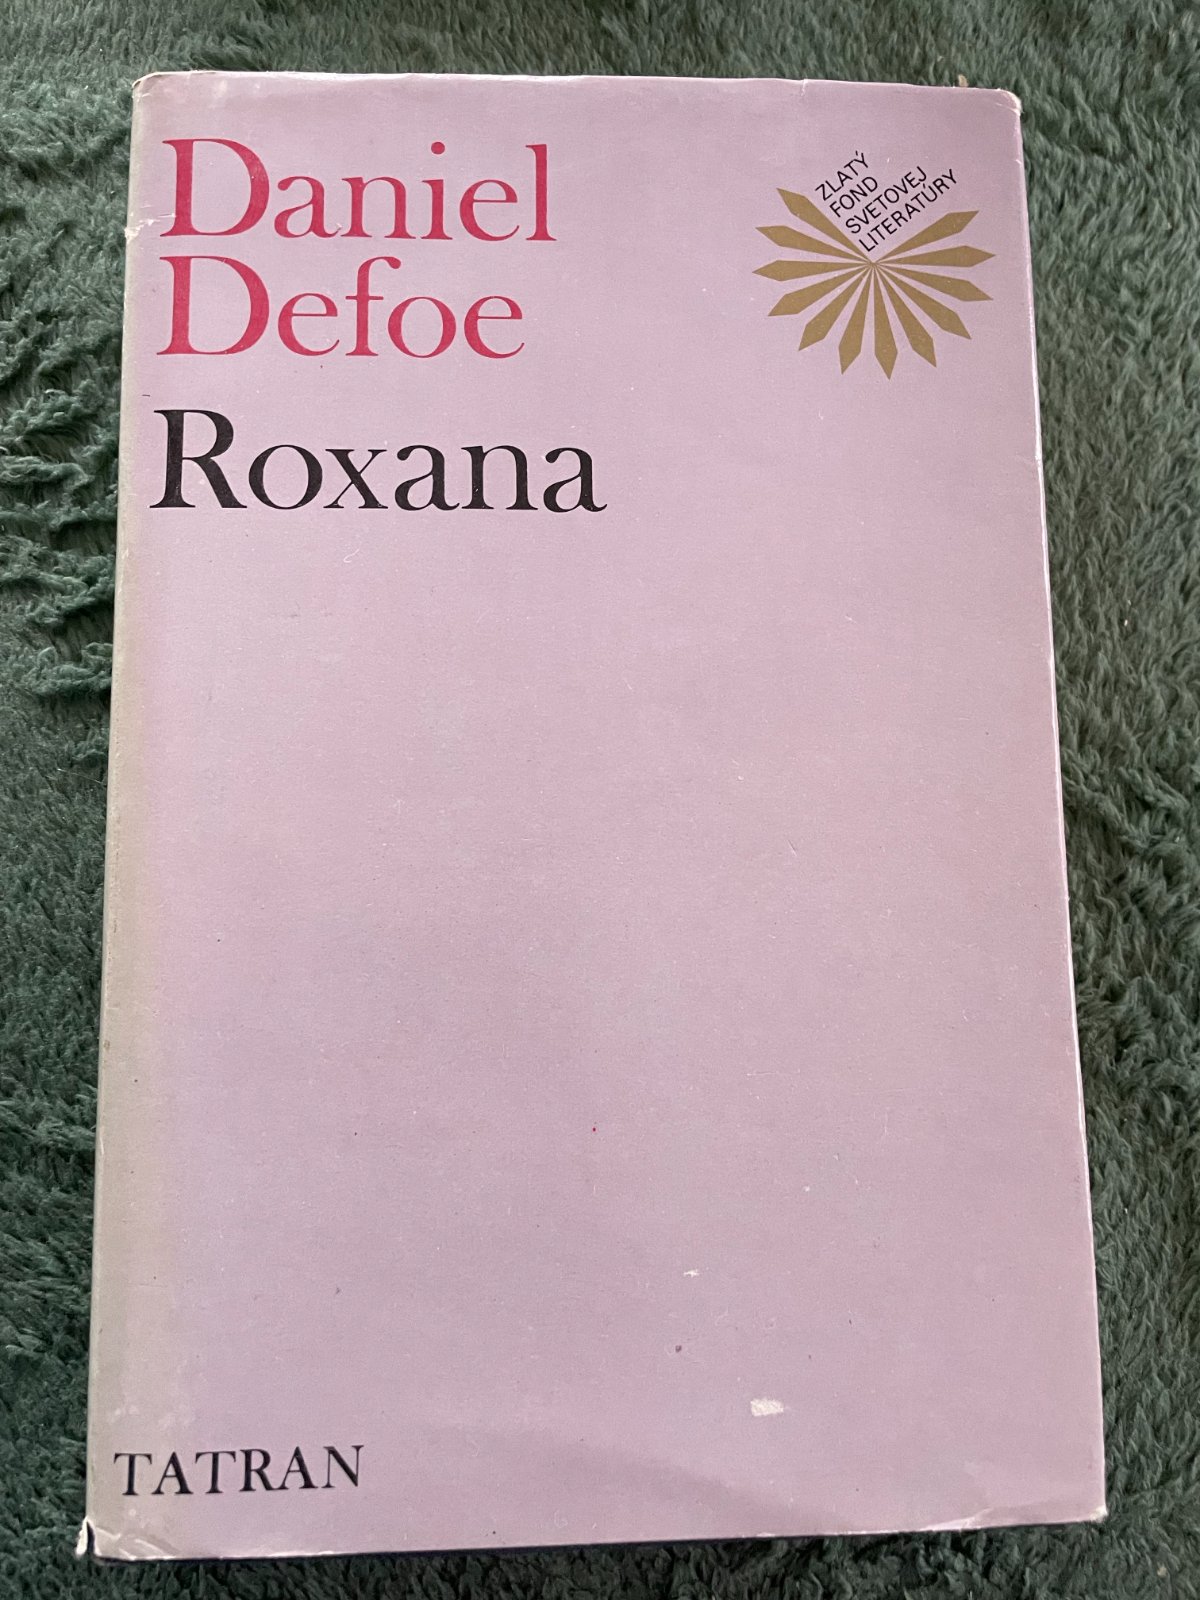 Daniel
Defoe
Roxana
ZLATÝ
FOND
SVETOVEJ
LITERATÚRY
TATRAN